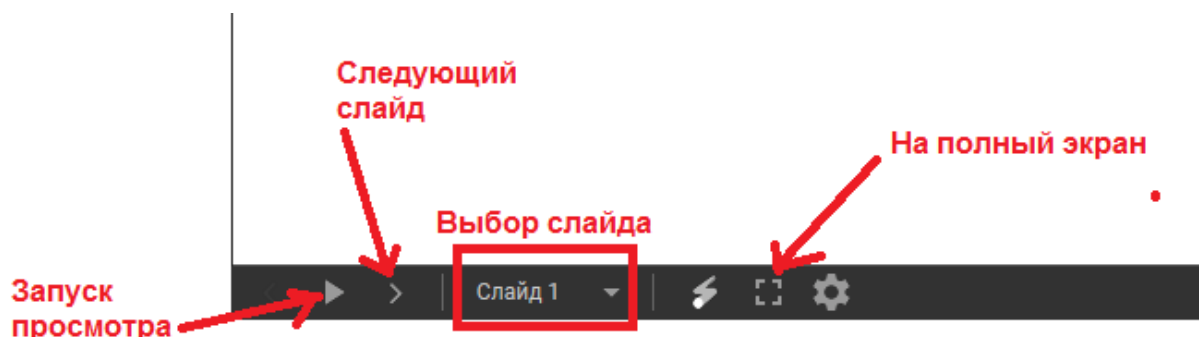 Следующий
слайд
На полный экран
Выбор слайда
Слайд 1
Запуск
просмотра